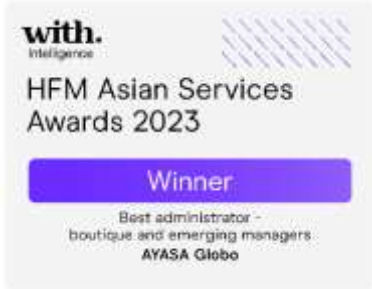 with.
Intelligence
HFM Asian Services
Awards 2023
Winner
Best administrator -
boutique and emerging managers
AYASA Globo